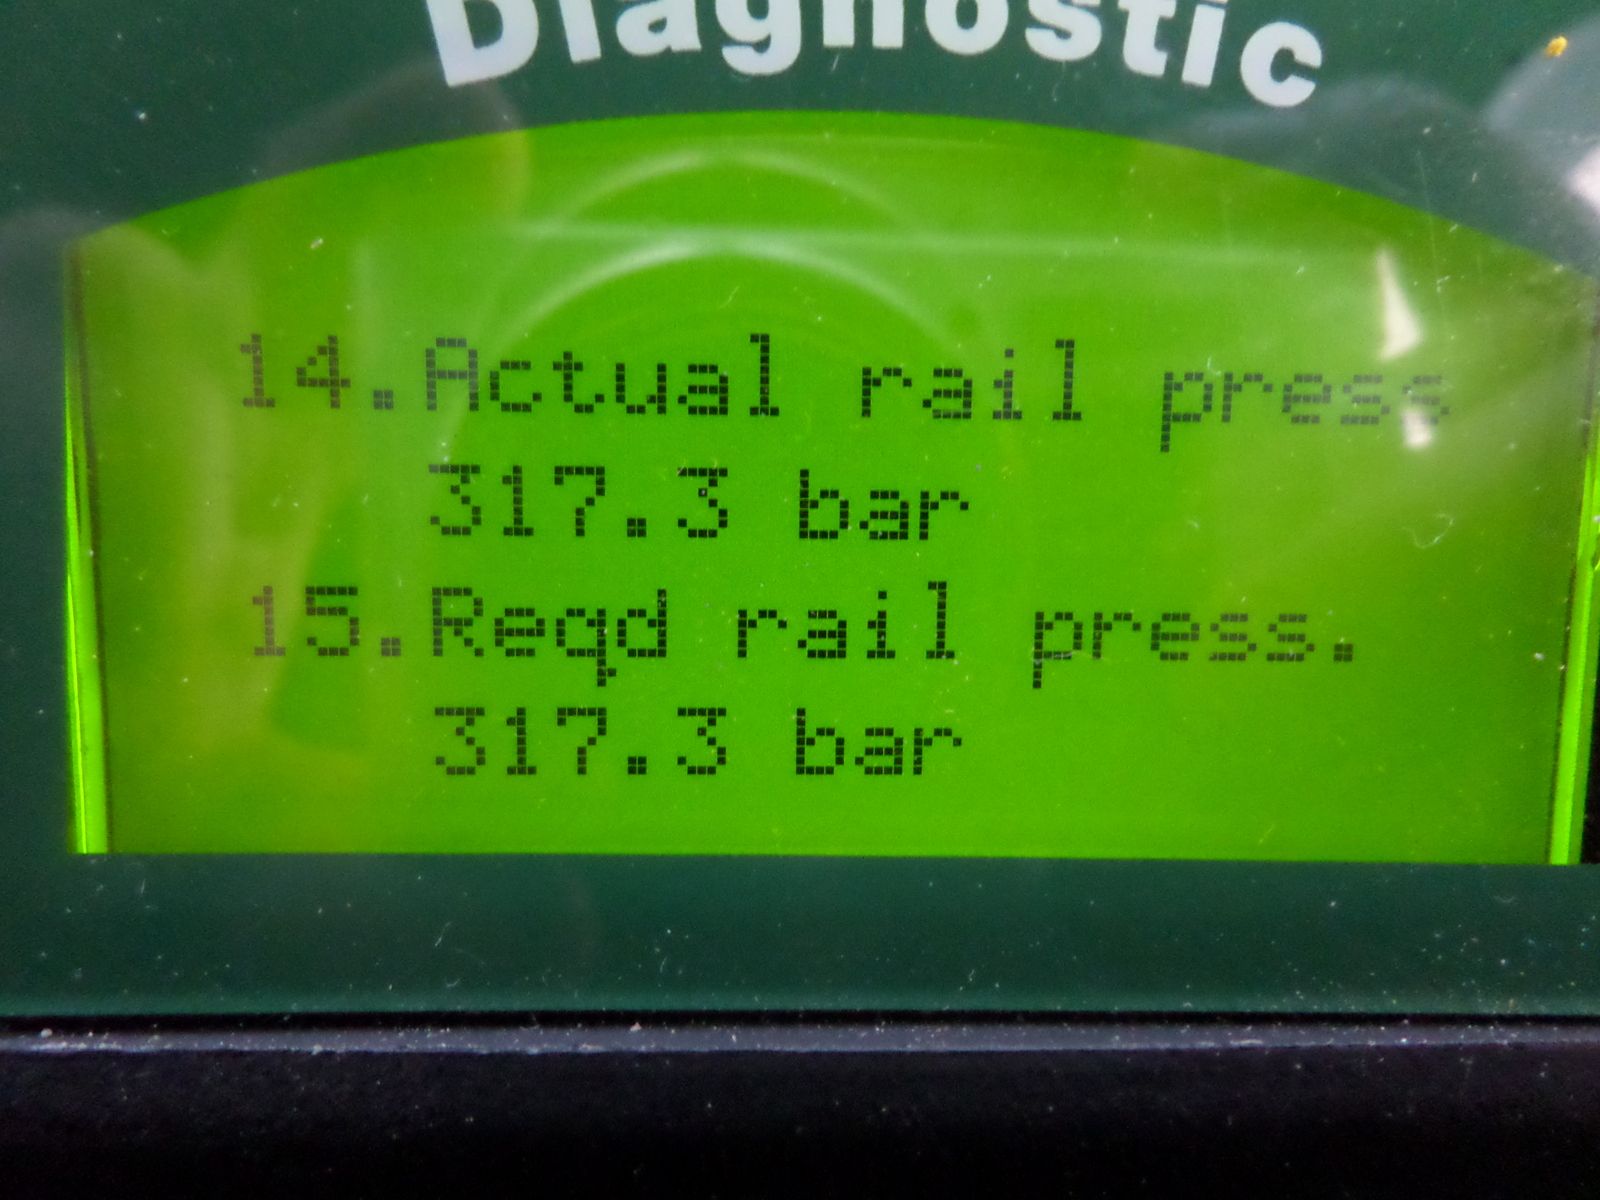 Diagnostic
14.Actual rail press
317.3 bar
15.Reqd rail press.
317.3 bar